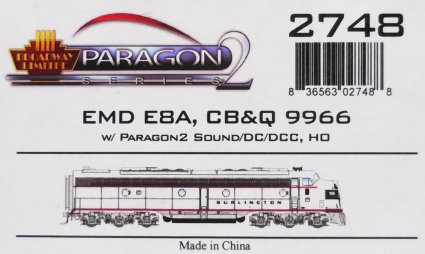 BROADWAY
LIMITED
PARAGON
2
SERIES
2748
8 36563 02748 8
EMD E8A, CB&Q 9966
W/ PARAGON2 SOUND/DC/DCC, HO
BURLINGTON
Made in China